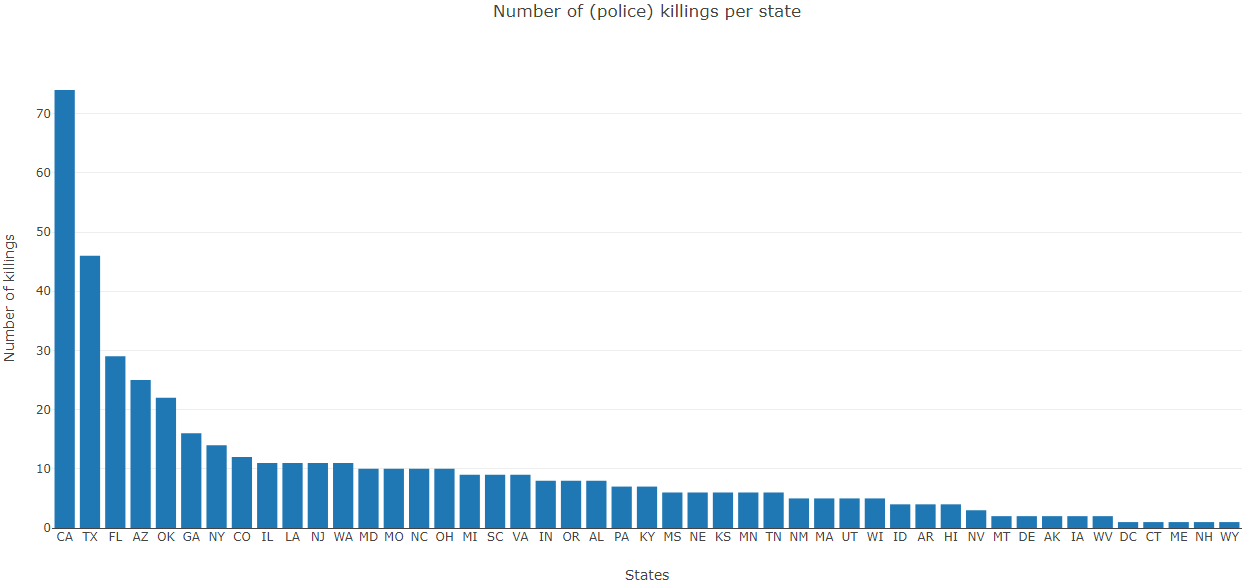 Number of (police) killings per state
Number of killings
70
60
50
40
30
20
10
0
CA TX FL AZ OK GA NY CO IL LA NJ WA MD MO NC OH MI SC VA IN OR AL PA KY MS NE KS MN TN NM MA UT WI ID AR HI NV MT DE AK IA WV DC CT ME NH WY
States